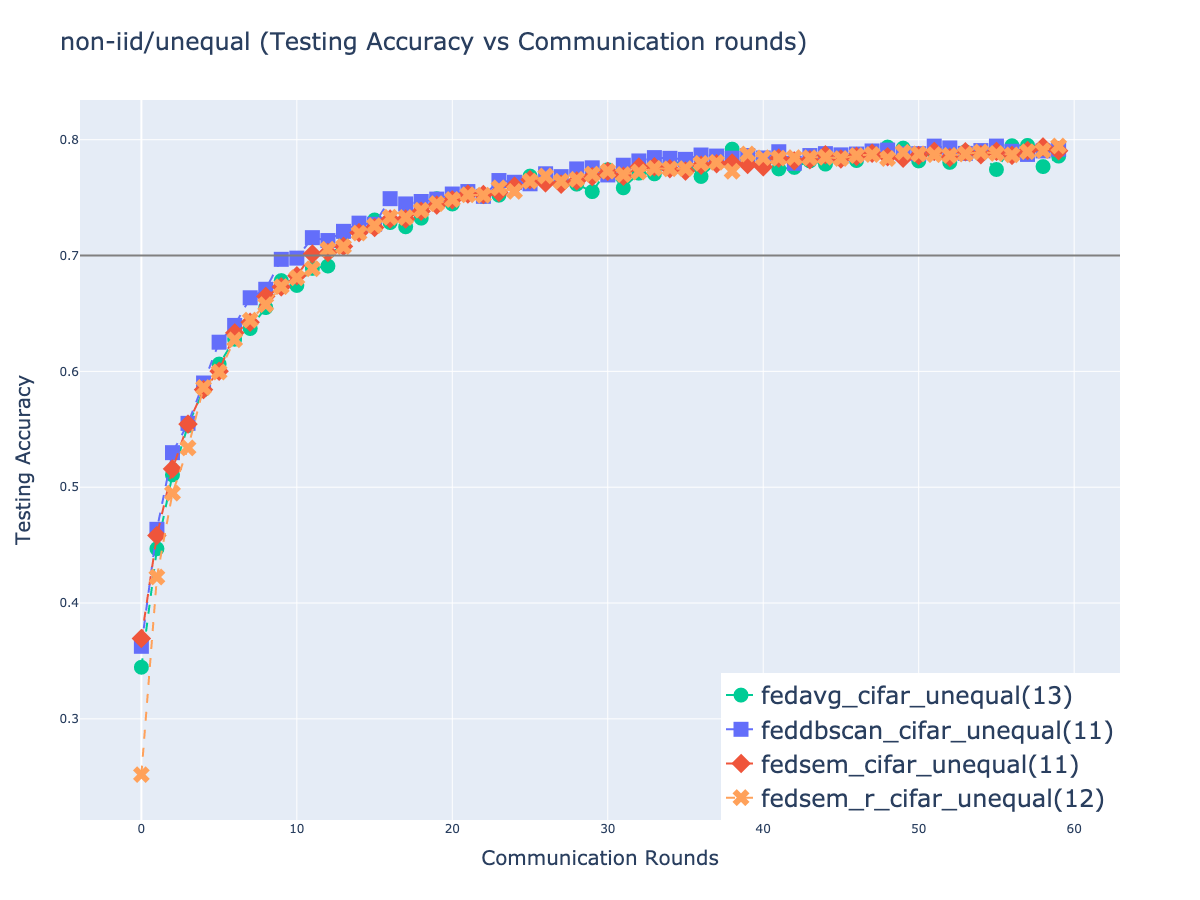 non-iid/unequal (Testing Accuracy vs Communication rounds)
0.8
0.7
0.6
0.5
0.4
0.3
Testing Accuracy
0
10
20
30
40
50
60
Communication Rounds
fedavg_cifar_unequal(13)
feddbscan_cifar_unequal(11)
fedsem_cifar_unequal(11)
fedsem_r_cifar_unequal(12)